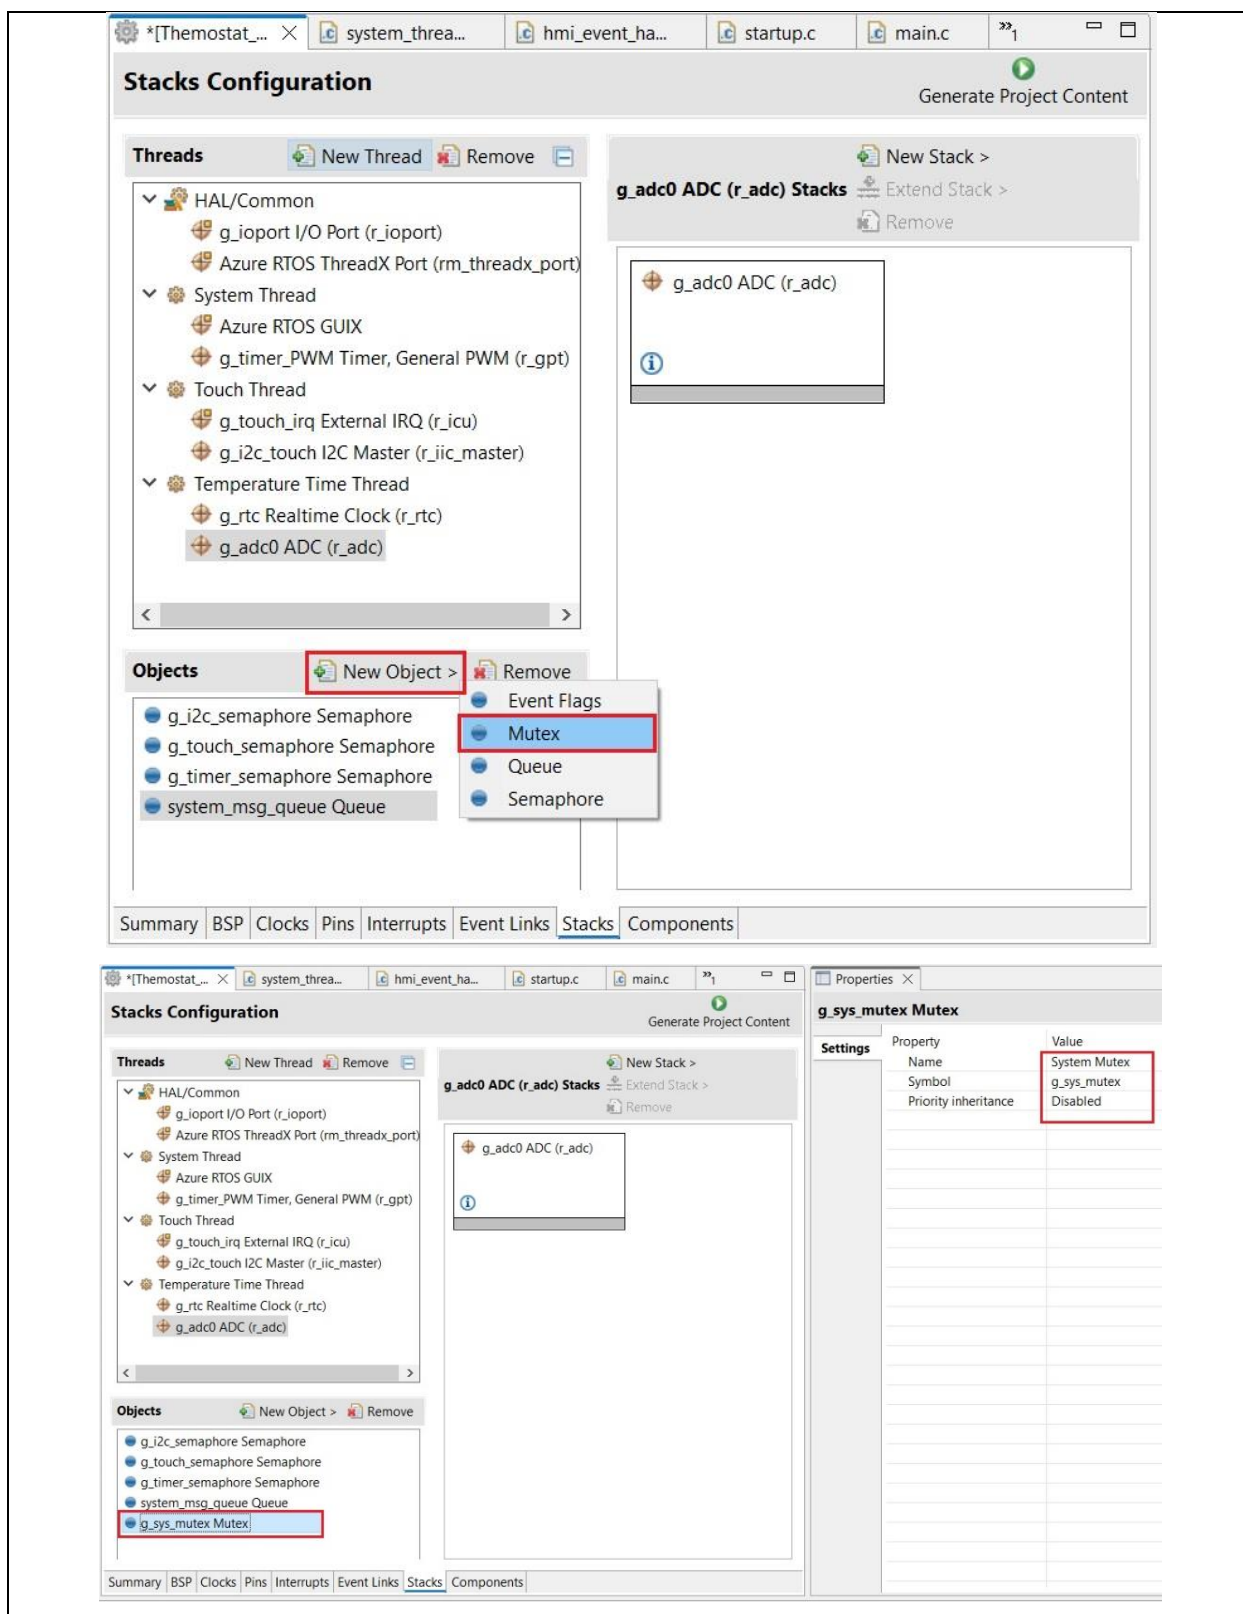 *[Themostat_... system_threa... hmi_event_ha... startup.c main.c »1
Stacks Configuration
Generate Project Content
Threads New Thread Remove
HAL/Common
g_ioport I/O Port (r_ioport)
Azure RTOS ThreadX Port (rm_threadx_port)
System Thread
Azure RTOS GUIX
g_timer_PWM Timer, General PWM (r_gpt)
Touch Thread
g_touch_irq External IRQ (r_icu)
g_i2c_touch I2C Master (r_iic_master)
Temperature Time Thread
g_rtc Realtime Clock (r_rtc)
g_adc0 ADC (r_adc)
New Stack >
g_adc0 ADC (r_adc) Stacks Extend Stack >
Remove
g_adc0 ADC (r_adc)
Objects New Object > Remove
g_i2c_semaphore Semaphore
g_touch_semaphore Semaphore
g_timer_semaphore Semaphore
system_msg_queue Queue
Event Flags
Mutex
Queue
Semaphore
Summary BSP Clocks Pins Interrupts Event Links Stacks Components
*[Themostat_... system_threa... hmi_event_ha... startup.c main.c »1
Stacks Configuration
Generate Project Content
Threads New Thread Remove
HAL/Common
g_ioport I/O Port (r_ioport)
Azure RTOS ThreadX Port (rm_threadx_port)
System Thread
Azure RTOS GUIX
g_timer_PWM Timer, General PWM (r_gpt)
Touch Thread
g_touch_irq External IRQ (r_icu)
g_i2c_touch I2C Master (r_iic_master)
Temperature Time Thread
g_rtc Realtime Clock (r_rtc)
g_adc0 ADC (r_adc)
New Stack >
g_adc0 ADC (r_adc) Stacks Extend Stack >
Remove
g_adc0 ADC (r_adc)
Objects New Object > Remove
g_i2c_semaphore Semaphore
g_touch_semaphore Semaphore
g_timer_semaphore Semaphore
system_msg_queue Queue
g_sys_mutex Mutex
Summary BSP Clocks Pins Interrupts Event Links Stacks Components
Properties
g_sys_mutex Mutex
Settings
Property Value
Name System Mutex
Symbol g_sys_mutex
Priority inheritance Disabled